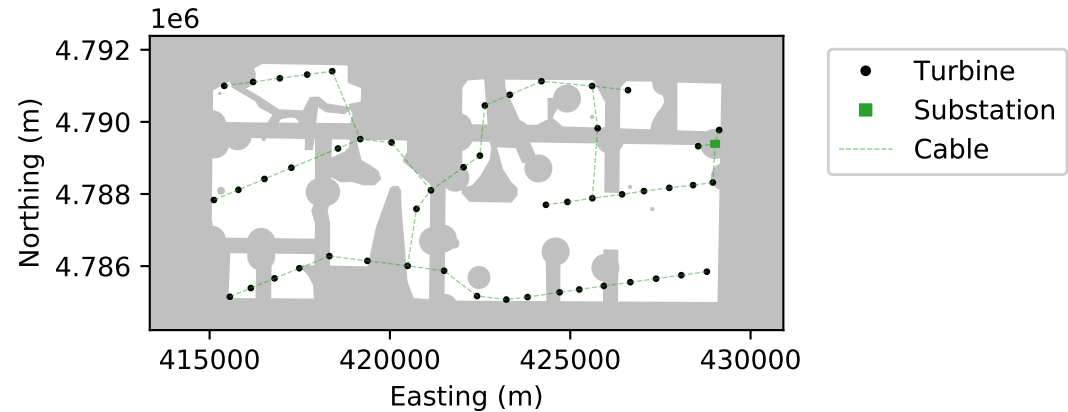 1e6
4.792
4.790
4.788
4.786
Northing (m)
415000 420000 425000 430000
Easting (m)
Turbine
Substation
Cable